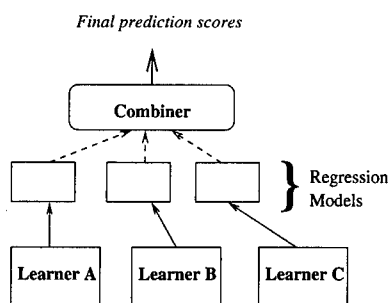 Final prediction scores
Combiner
Regression
Models
Learner A
Learner B
Learner C